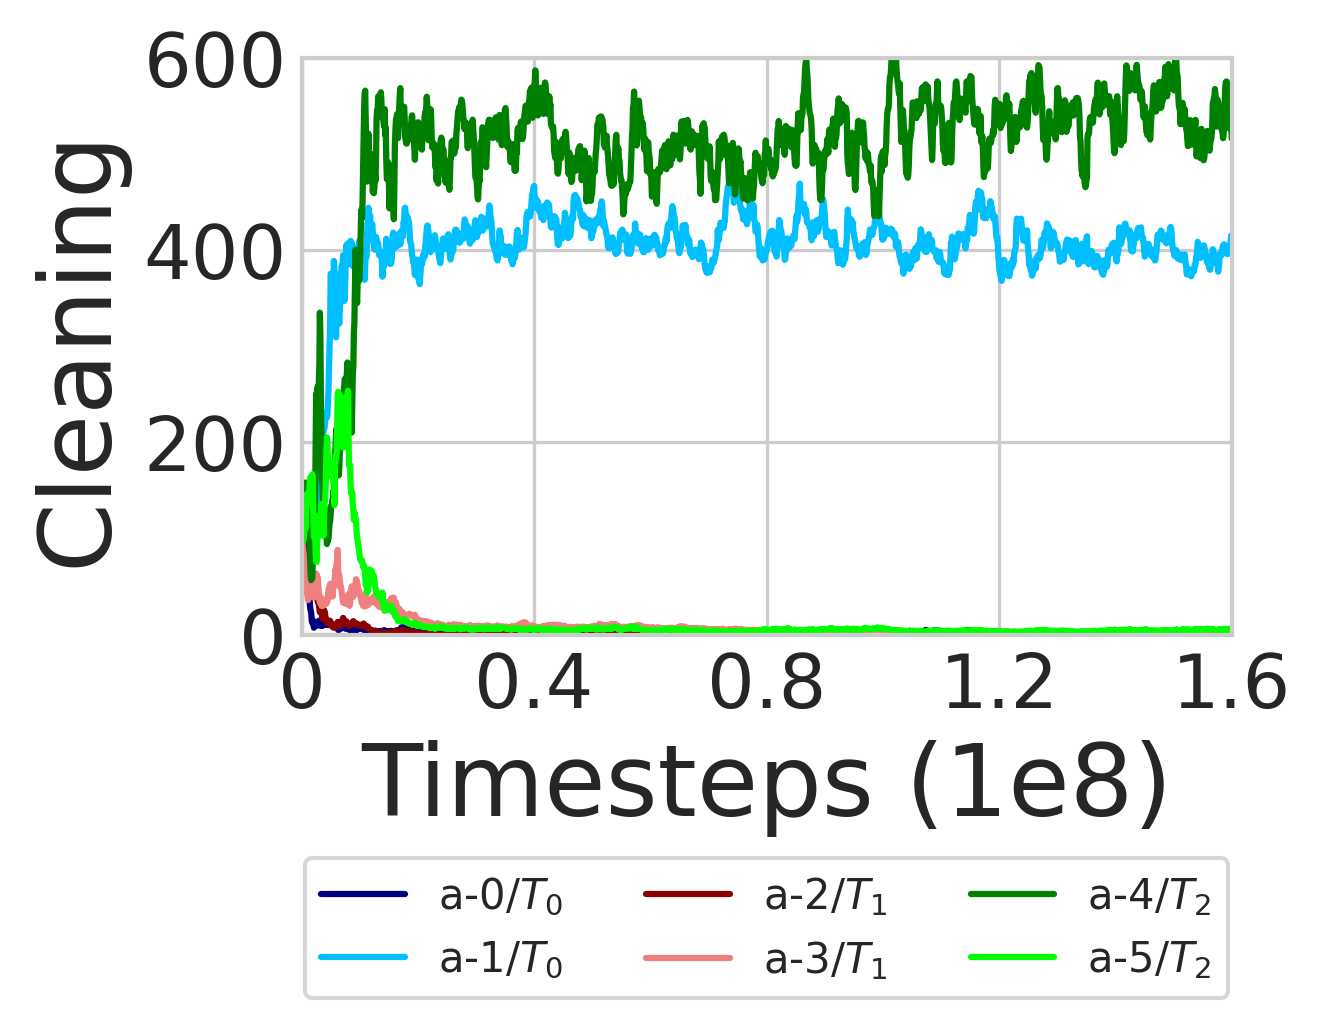 600
400
200
0
Cleaning
0 0.4 0.8 1.2 1.6
Timesteps (1e8)
a-0/T₀ a-2/T₁ a-4/T₂
a-1/T₀ a-3/T₁ a-5/T₂